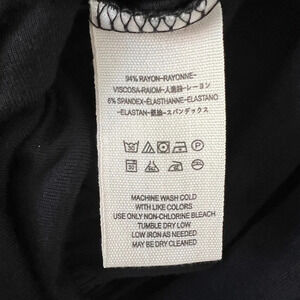 94% RAYON-RAYONNE-
VISCOSA-RAIOM-人造絲-レーヨン
6% SPANDEX-ÉLASTHANNE-ELASTANO
-ELASTAN-氨綸-スパンデックス
MACHINE WASH COLD
WITH LIKE COLORS
USE ONLY NON-CHLORINE BLEACH
TUMBLE DRY LOW
LOW IRON AS NEEDED
MAY BE DRY CLEANED